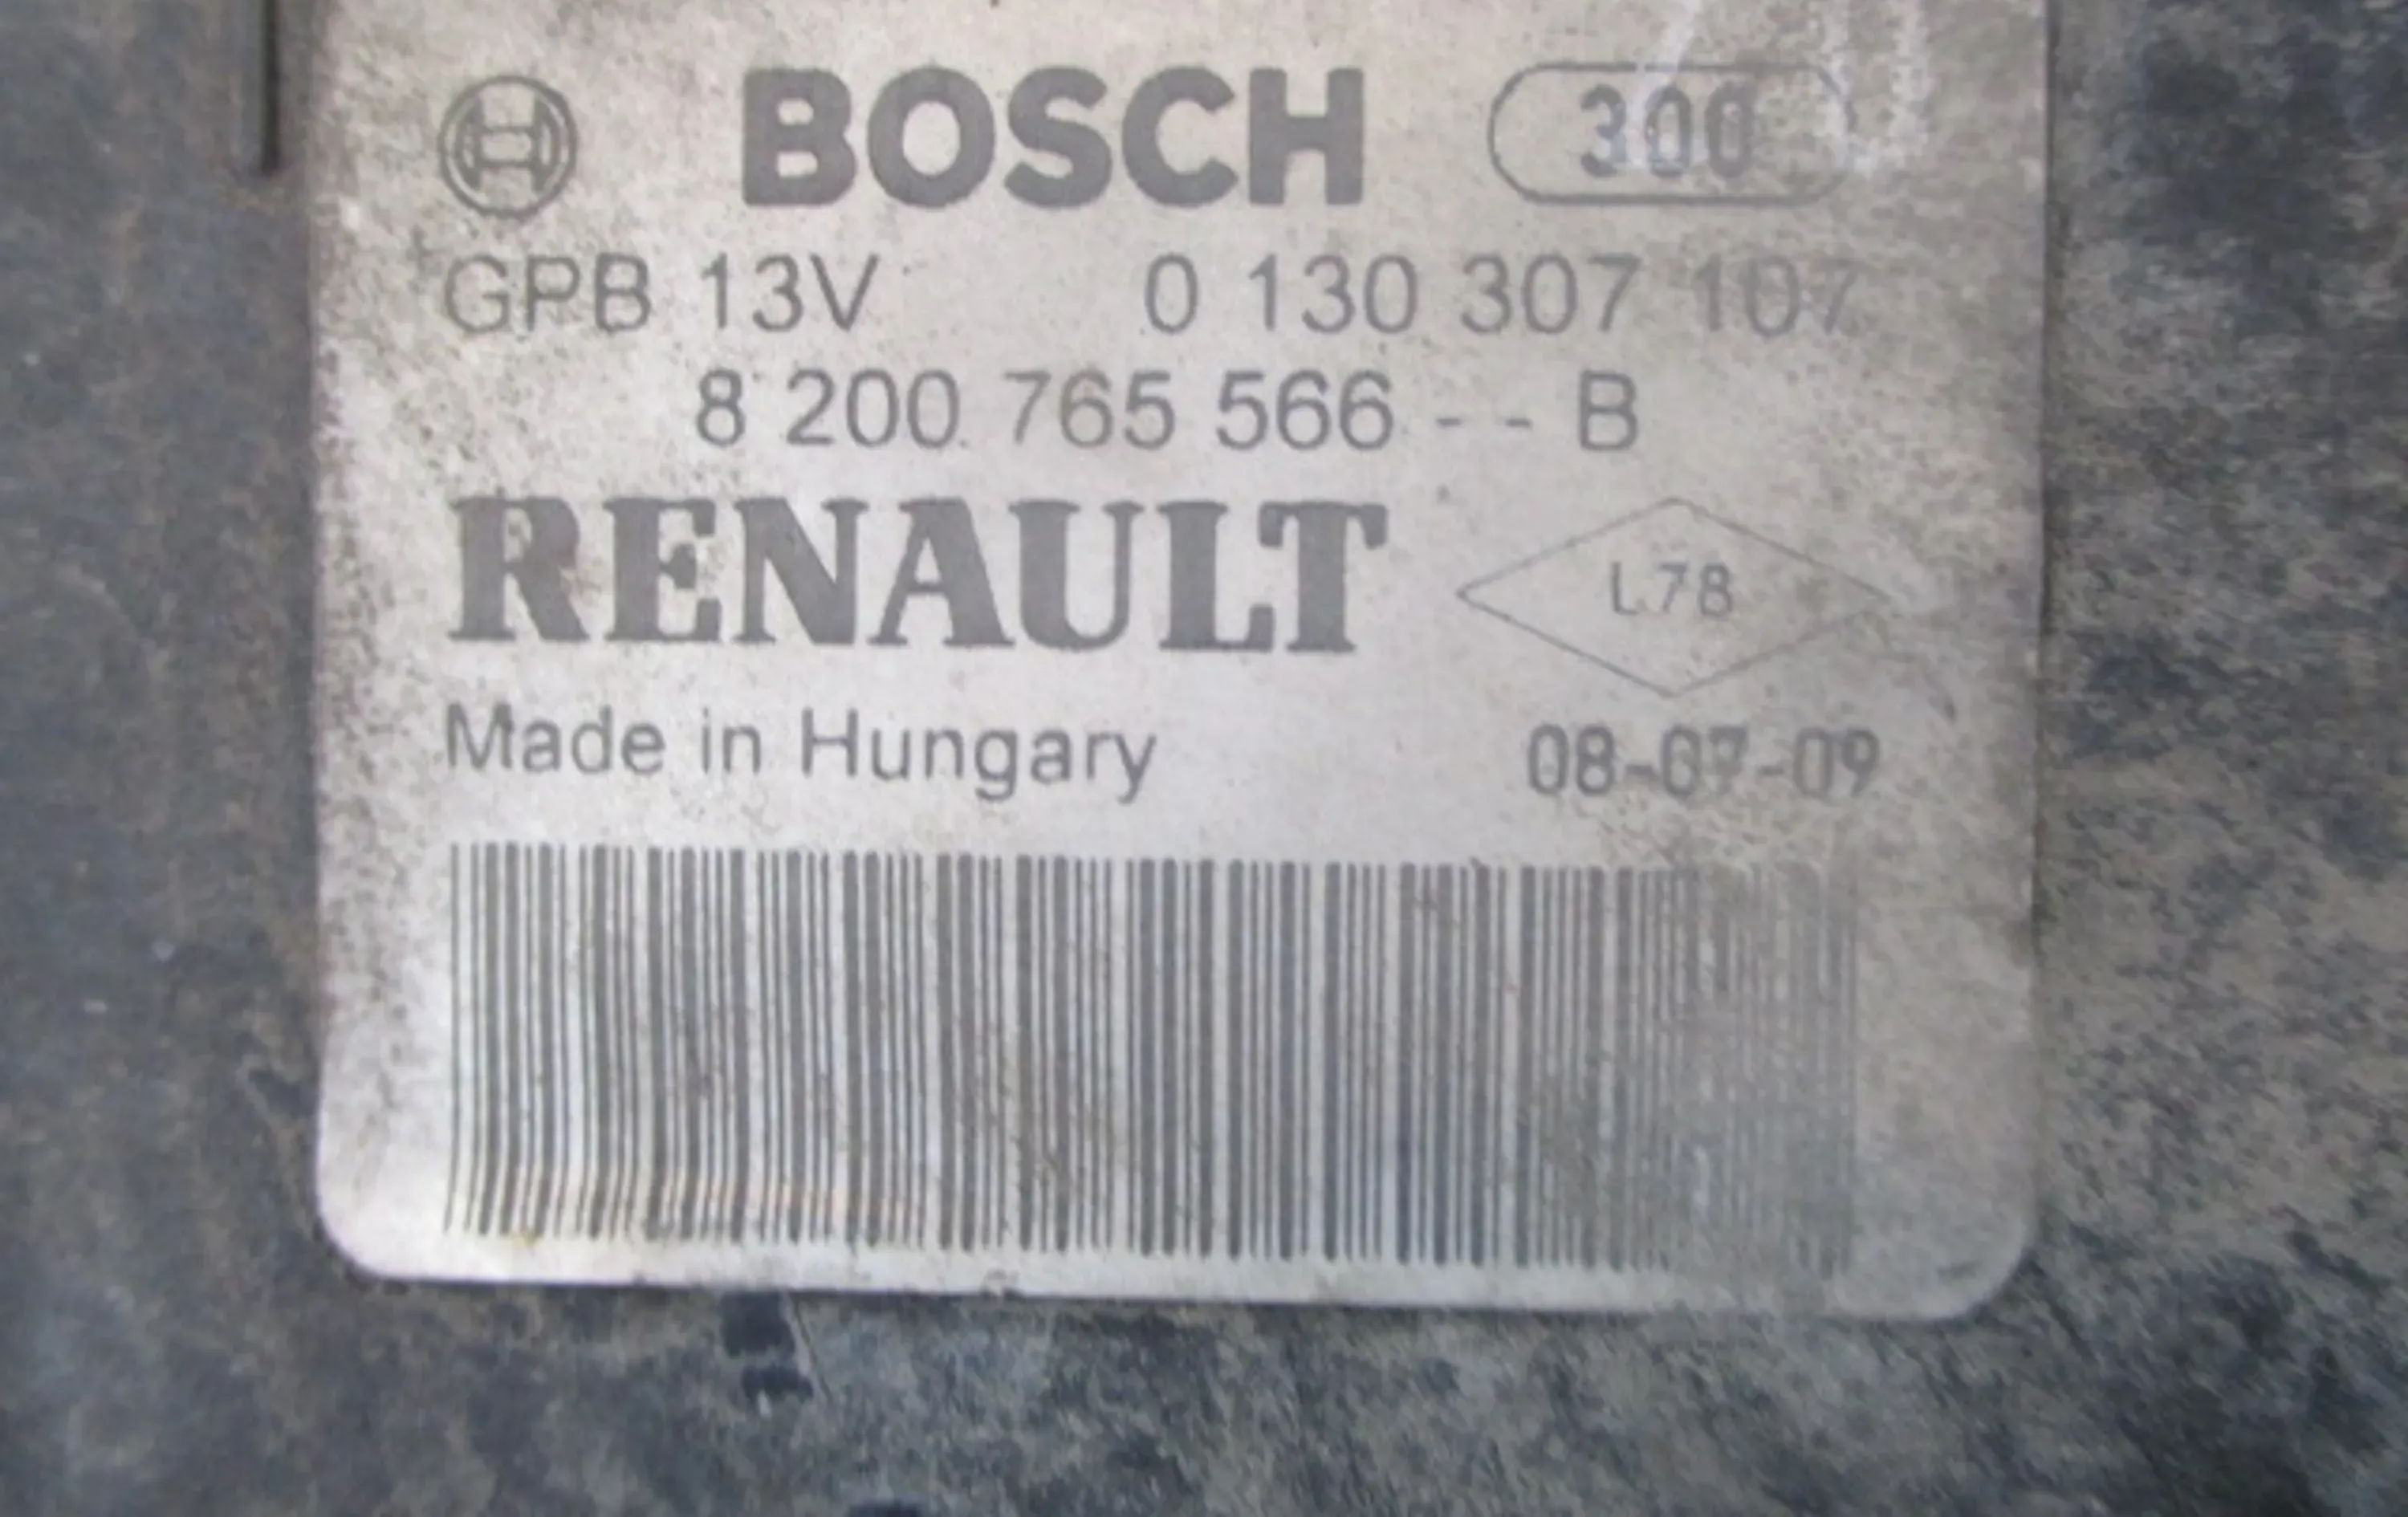 BOSCH 300
GPB 13V 0 130 307 107
8 200 765 566 - - B
RENAULT L78
Made in Hungary 08-07-09